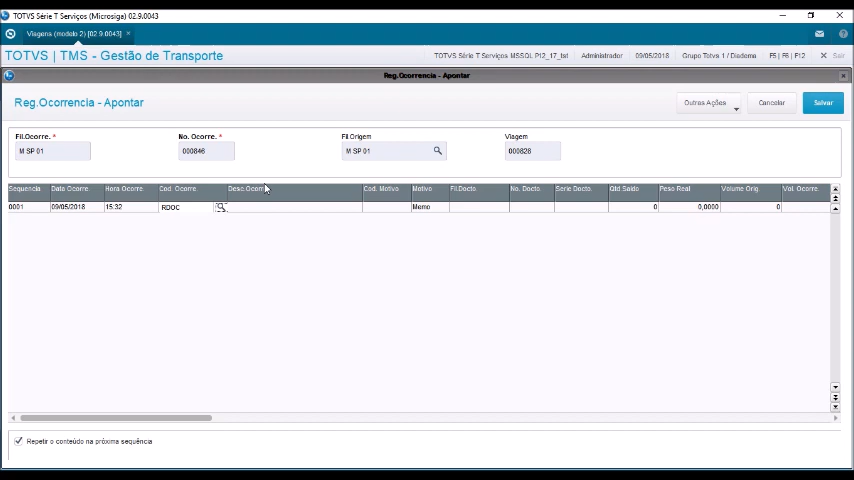 TOTVS Série T Serviços (Microsiga) 02.9.0043
Viagens (modelo 2) [02.9.0043] ×
TOTVS | TMS - Gestão de Transporte
TOTVS Série T Serviços MSSQL P12_17_tst
Administrador
09/05/2018
Grupo Totvs 1 / Diadema
F5 | F6 | F12
Sair
Reg.Ocorrencia - Apontar
Reg.Ocorrencia - Apontar
Outras Ações
Cancelar
Salvar
Fil.Ocorre. * No. Ocorre. * Fil.Origem Viagem
M SP 01 000846 M SP 01 000828
Sequencia Data Ocorre. Hora Ocorre. Cod. Ocorre. Desc.Ocorre. Cod. Motivo Motivo Fil.Docto. No. Docto. Serie Docto. Qtd.Saldo Peso Real Volume Orig. Vol. Ocorre.
0001 09/05/2018 15:32 RDOC Memo 0 0,0000 0
Repetir o conteúdo na próxima sequência